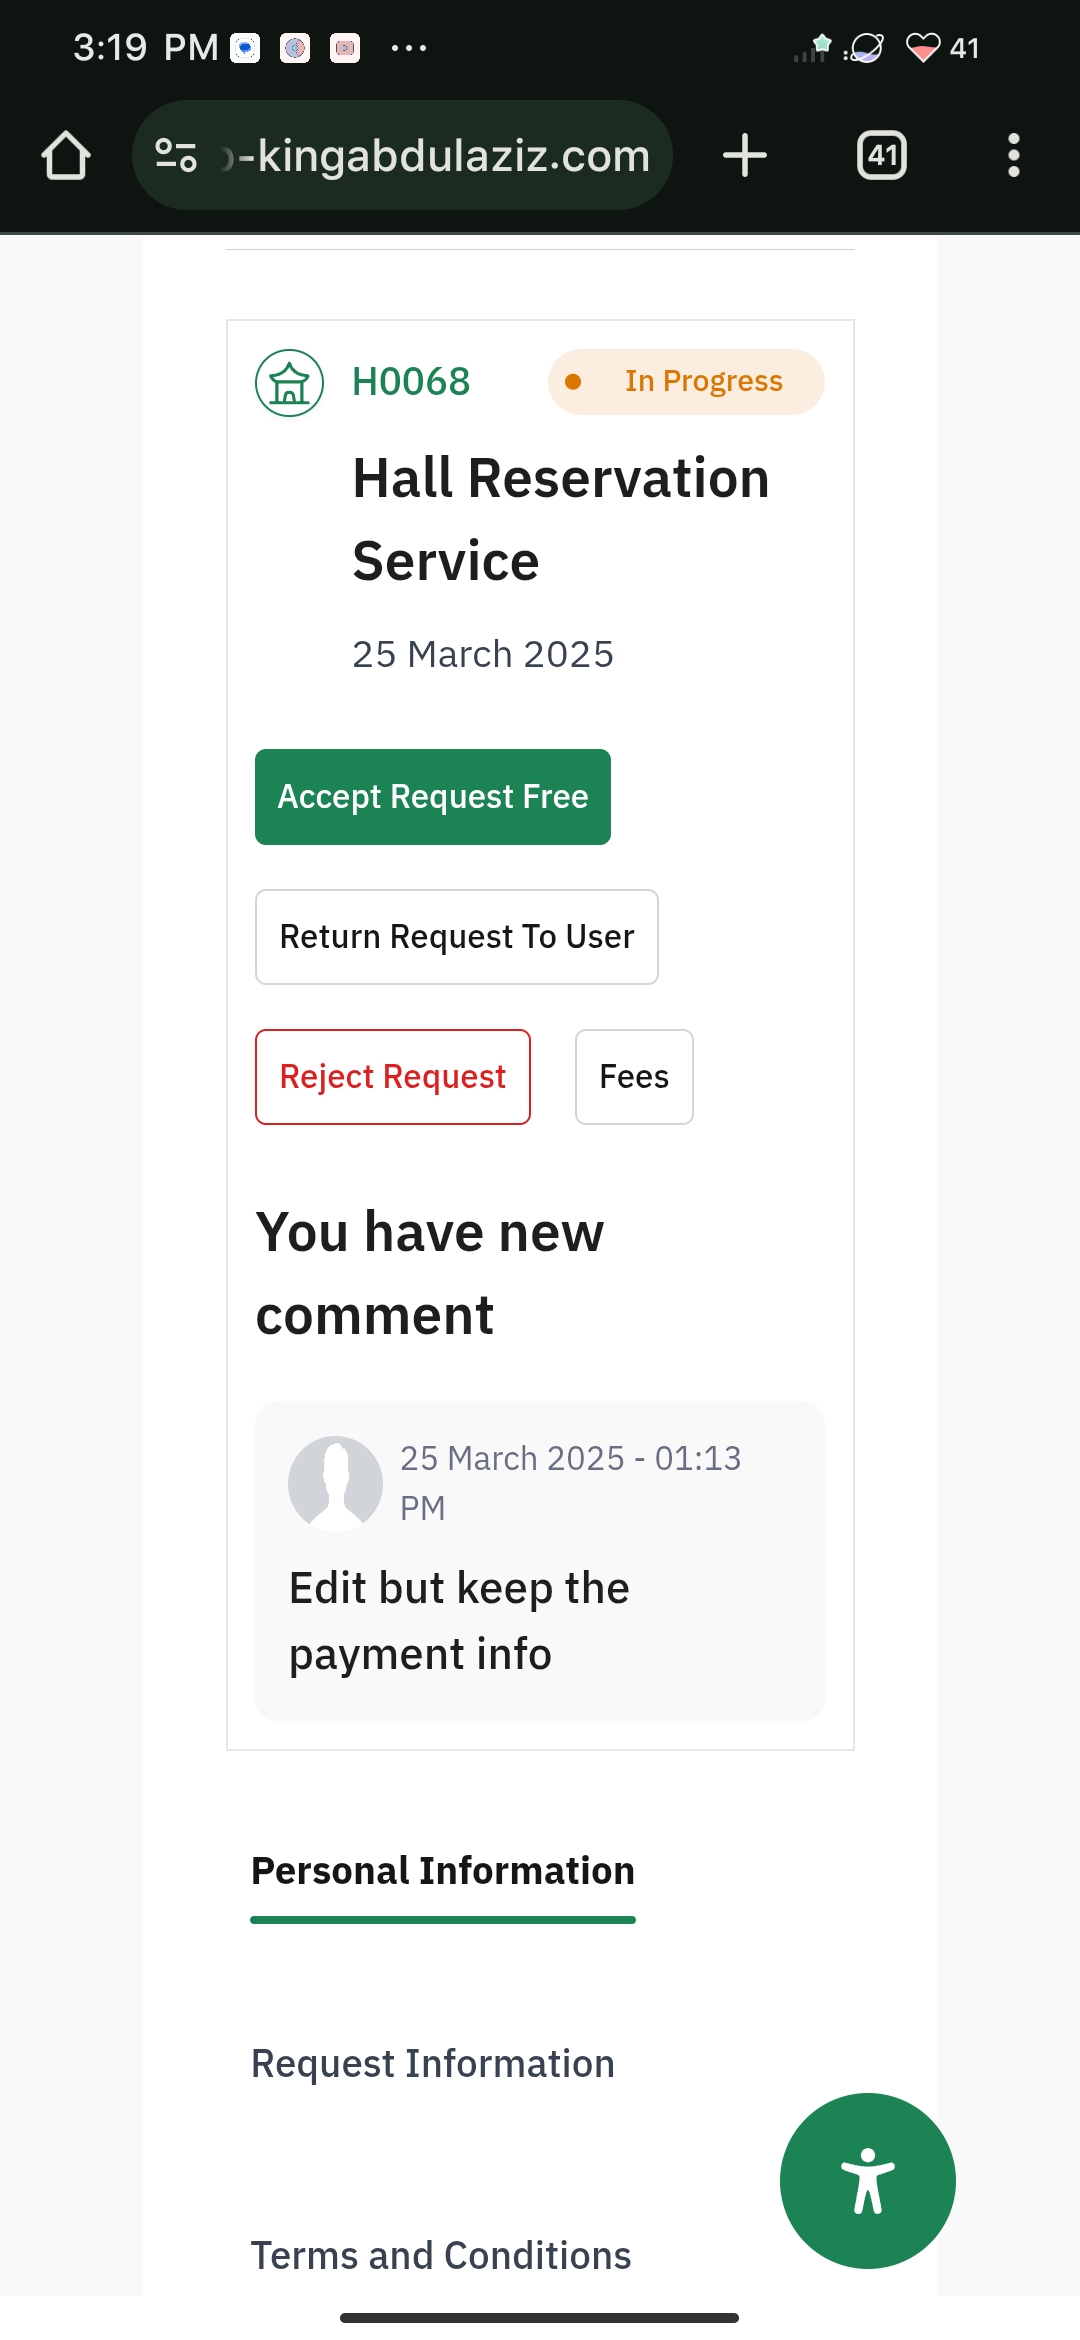 3:19 PM
41
-kingabdulaziz.com
41
H0068
In Progress
Hall Reservation
Service
25 March 2025
Accept Request Free
Return Request To User
Reject Request
Fees
You have new
comment
25 March 2025 - 01:13
PM
Edit but keep the
payment info
Personal Information
Request Information
Terms and Conditions